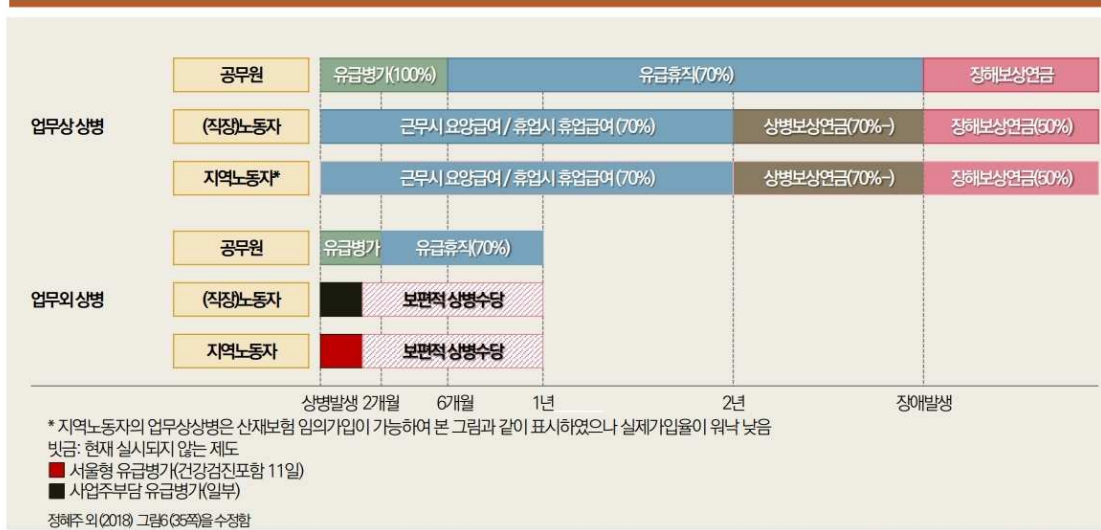 공무원 유급병가(100%) 유급휴직(70%) 장해보상연금
업무상 상병 (직장)노동자 근무시 요양급여 / 휴업시 휴업급여 (70%) 상병보상연금(70%~) 장해보상연금(50%)
지역노동자* 근무시 요양급여 / 휴업시 휴업급여 (70%) 상병보상연금(70%~) 장해보상연금(50%)
공무원 유급병가 유급휴직(70%)
업무외 상병 (직장)노동자 보편적 상병수당
지역노동자 보편적 상병수당
상병발생 2개월 6개월 1년 2년 장애발생
* 지역노동자의 업무상상병은 산재보험 임의가입이 가능하여 본 그림과 같이 표시하였으나 실제가입율이 워낙 낮음
빗금: 현재 실시되지 않는 제도
서울형 유급병가(건강검진포함 11일)
사업주부담 유급병가(일부)
정혜주 외 (2018) 그림6 (35쪽)을 수정함